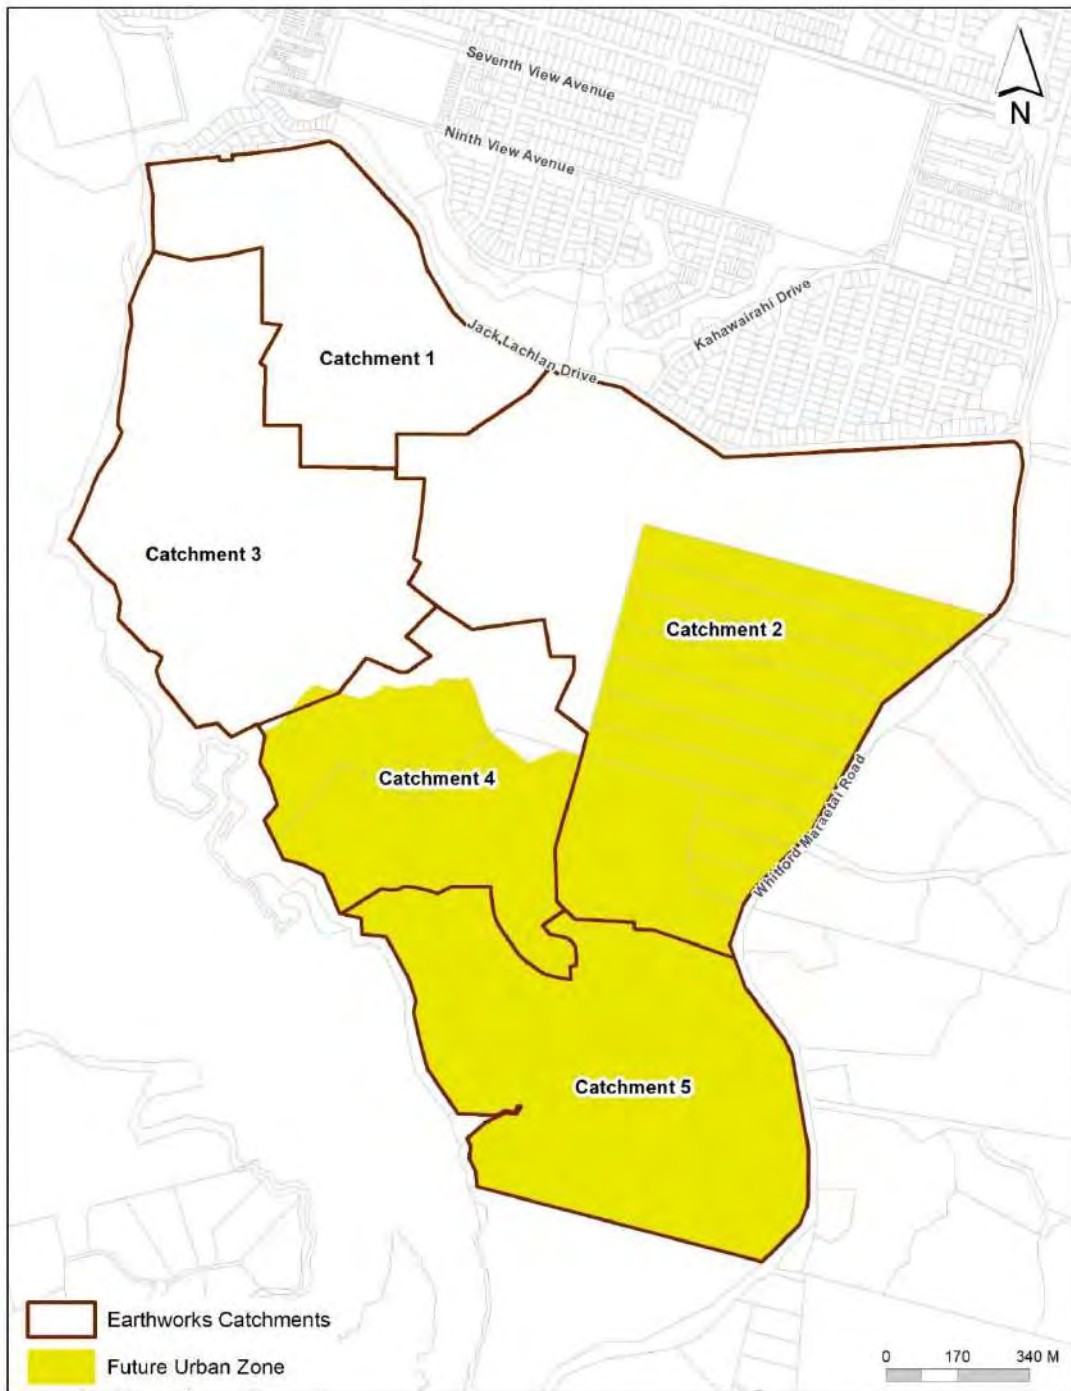 Seventh View Avenue
N
Ninth View Avenue
Kahawairahi Drive
Jack Lachlan Drive
Catchment 1
Catchment 3
Catchment 2
Catchment 4
Whitford Maraetai Road
Catchment 5
Earthworks Catchments
Future Urban Zone
0 170 340 M